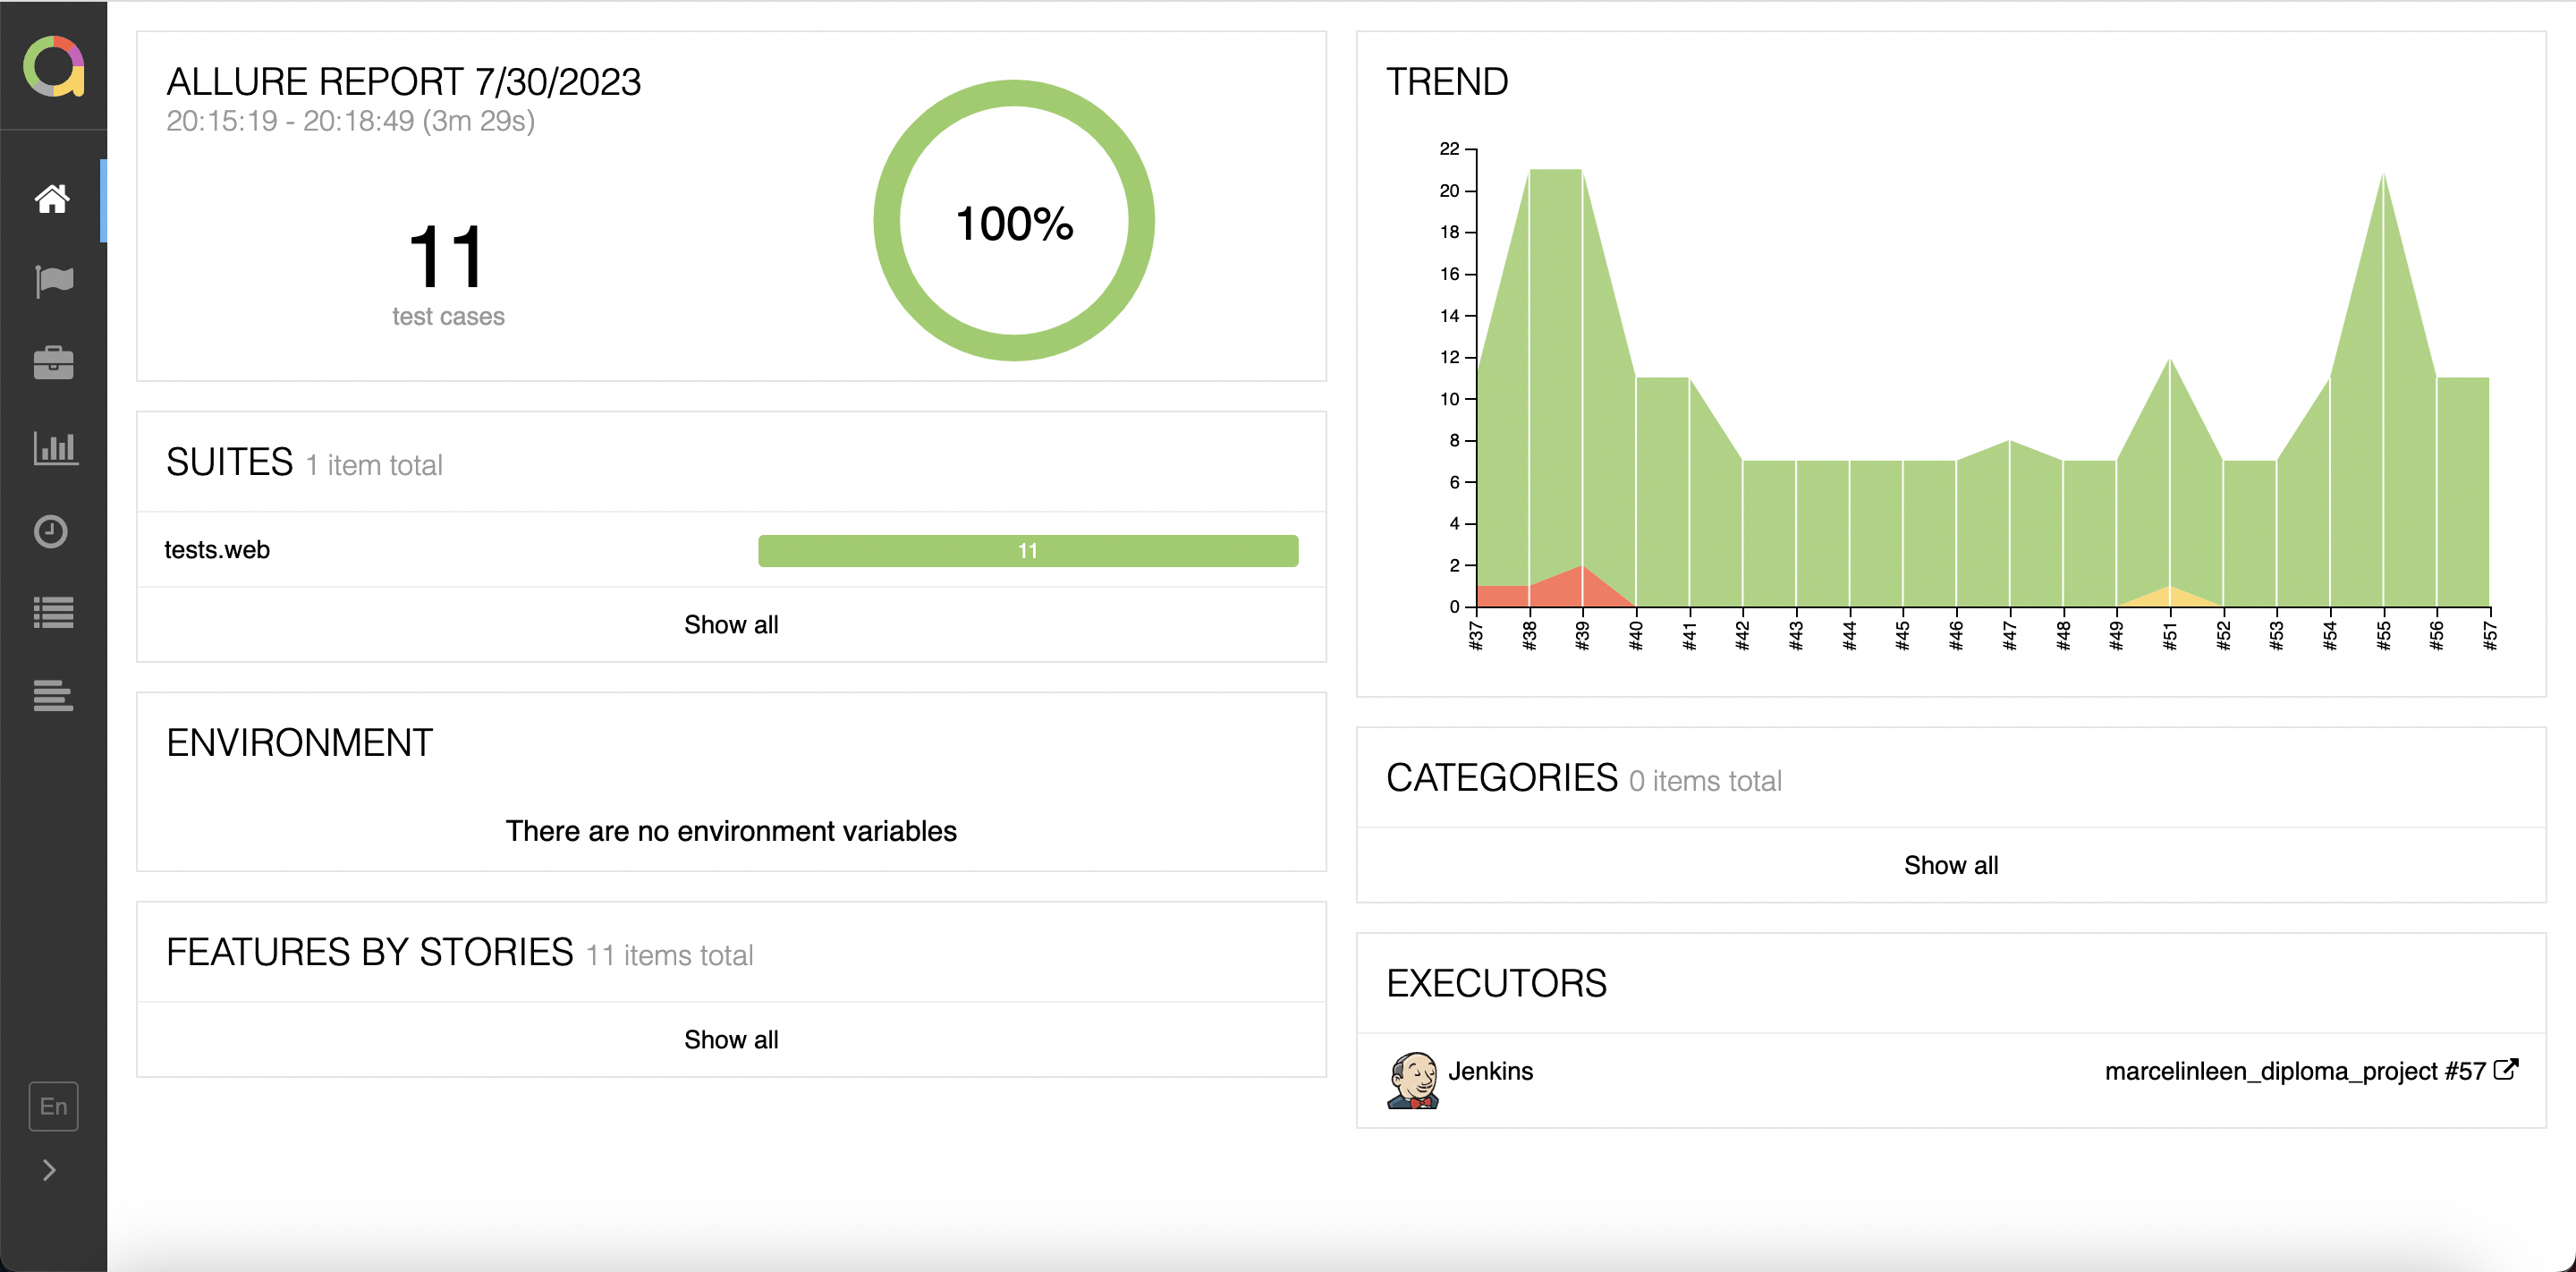 ALLURE REPORT 7/30/2023
20:15:19 - 20:18:49 (3m 29s)
11
test cases
100%
SUITES 1 item total
tests.web 11
Show all
ENVIRONMENT
There are no environment variables
FEATURES BY STORIES 11 items total
Show all
En
TREND
22
20
18
16
14
12
10
8
6
4
2
0
#37 #38 #39 #40 #41 #42 #43 #44 #45 #46 #47 #48 #49 #51 #52 #53 #54 #55 #56 #57
CATEGORIES 0 items total
Show all
EXECUTORS
Jenkins marcelinleen_diploma_project #57